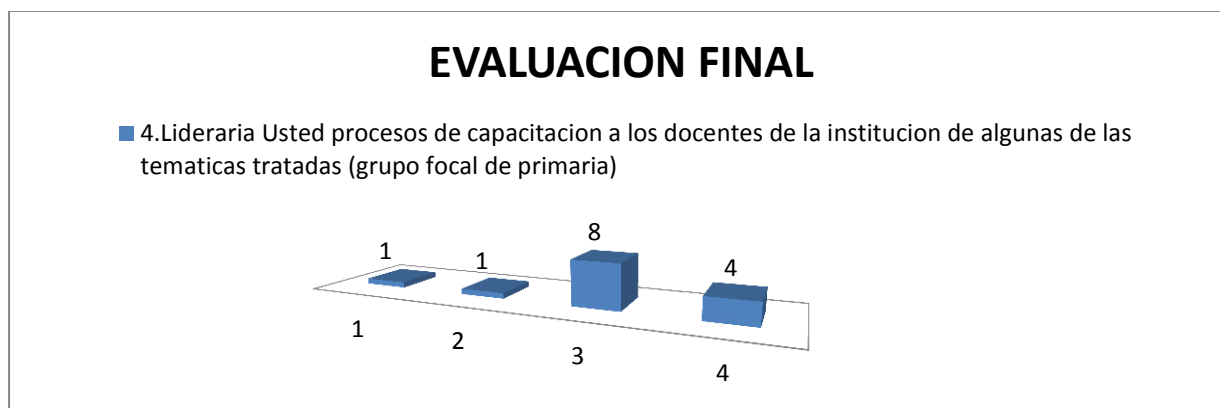 EVALUACION FINAL
4.Lideraria Usted procesos de capacitacion a los docentes de la institucion de algunas de las
tematicas tratadas (grupo focal de primaria)
1
1
8
4
1
2
3
4